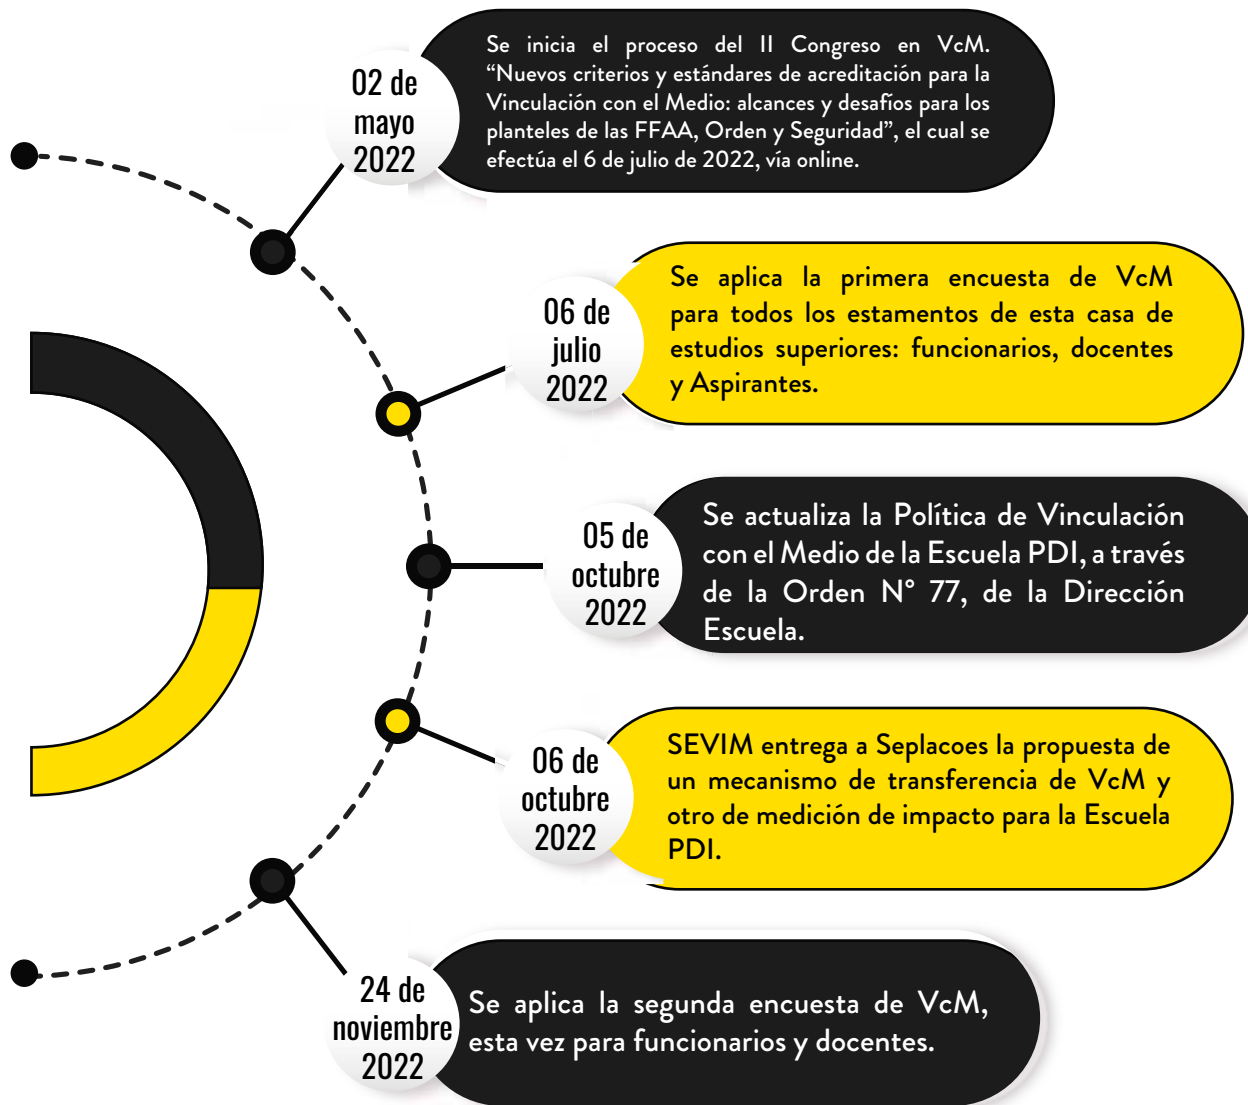 02 de
mayo
2022
Se inicia el proceso del II Congreso en VcM.
“Nuevos criterios y estándares de acreditación para la
Vinculación con el Medio: alcances y desafíos para los
planteles de las FFAA, Orden y Seguridad”, el cual se
efectúa el 6 de julio de 2022, vía online.
06 de
julio
2022
Se aplica la primera encuesta de VcM
para todos los estamentos de esta casa de
estudios superiores: funcionarios, docentes
y Aspirantes.
05 de
octubre
2022
Se actualiza la Política de Vinculación
con el Medio de la Escuela PDI, a través
de la Orden N° 77, de la Dirección
Escuela.
06 de
octubre
2022
SEVIM entrega a Seplacoes la propuesta de
un mecanismo de transferencia de VcM y
otro de medición de impacto para la Escuela
PDI.
24 de
noviembre
2022
Se aplica la segunda encuesta de VcM,
esta vez para funcionarios y docentes.